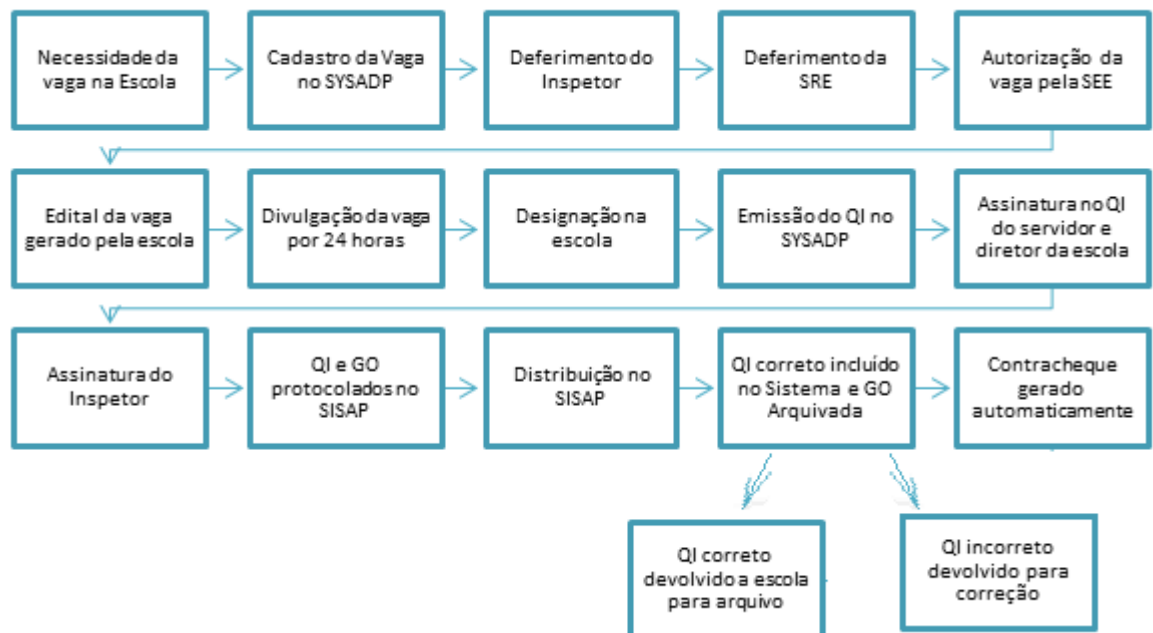 Necessidade da
vaga na Escola
Cadastro da Vaga
no SYSADP
Deferimento do
Inspetor
Deferimento da
SRE
Autorização da
vaga pela SEE
Edital da vaga
gerado pela escola
Divulgação da vaga
por 24 horas
Designação na
escola
Emissão do QI no
SYSADP
Assinatura no QI
do servidor e
diretor da escola
Assinatura do
Inspetor
QI e GO
protocolados no
SISAP
Distribuição no
SISAP
QI correto incluído
no Sistema e GO
Arquivada
Contracheque
gerado
automaticamente
QI correto
devolvido a escola
para arquivo
QI incorreto
devolvido para
correção